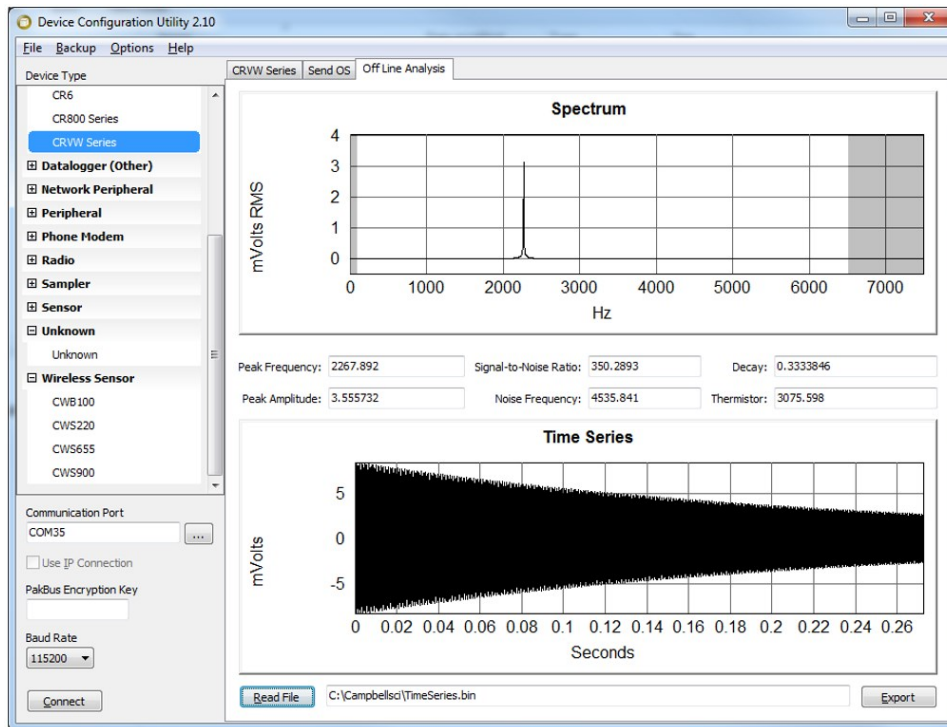 Device Configuration Utility 2.10
File Backup Options Help
Device Type
CR6
CR800 Series
CRVW Series
Datalogger (Other)
Network Peripheral
Peripheral
Phone Modem
Radio
Sampler
Sensor
Unknown
Unknown
Wireless Sensor
CWB100
CWS220
CWS655
CWS900
Communication Port
COM35
...
Use IP Connection
PakBus Encryption Key
Baud Rate
115200
Connect
CRVW Series Send OS Off Line Analysis
Spectrum
mVolts RMS
4
3
2
1
0
0 1000 2000 3000 4000 5000 6000 7000
Hz
Peak Frequency: 2267.892 Signal-to-Noise Ratio: 350.2893 Decay: 0.3333846
Peak Amplitude: 3.555732 Noise Frequency: 4535.841 Thermistor: 3075.598
Time Series
mVolts
5
0
-5
0 0.02 0.04 0.06 0.08 0.1 0.12 0.14 0.16 0.18 0.2 0.22 0.24 0.26
Seconds
Read File C:\Campbellsci\TimeSeries.bin Export